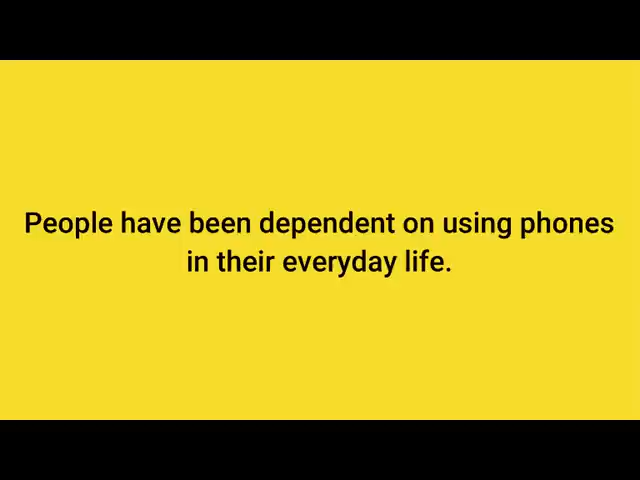 People have been dependent on using phones
in their everyday life.